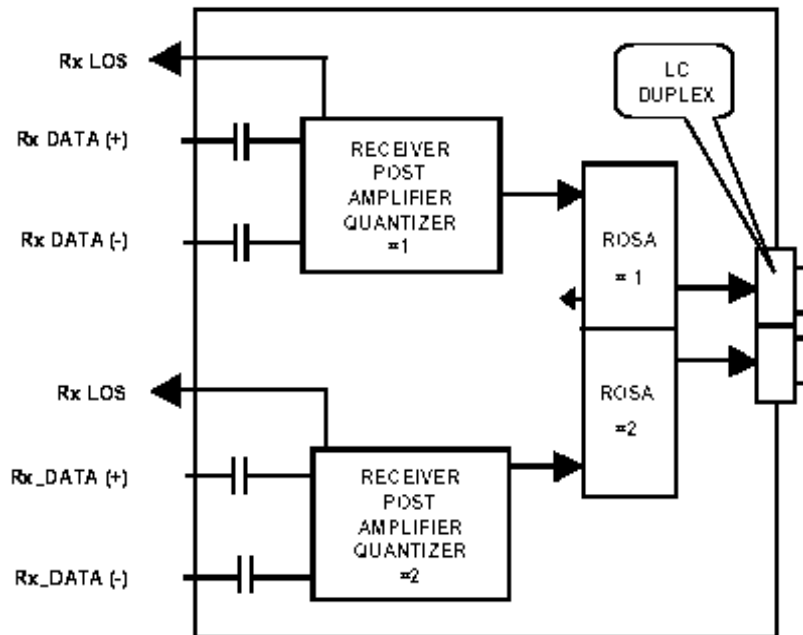 Rx LOS
LC
DUPLEX
Rx DATA (+)
RECEIVER
POST
AMPLIFIER
QUANTIZER
=1
Rx DATA (-)
ROSA
= 1
Rx LOS
ROSA
=2
Rx_DATA (+)
RECEIVER
POST
AMPLIFIER
QUANTIZER
=2
Rx_DATA (-)